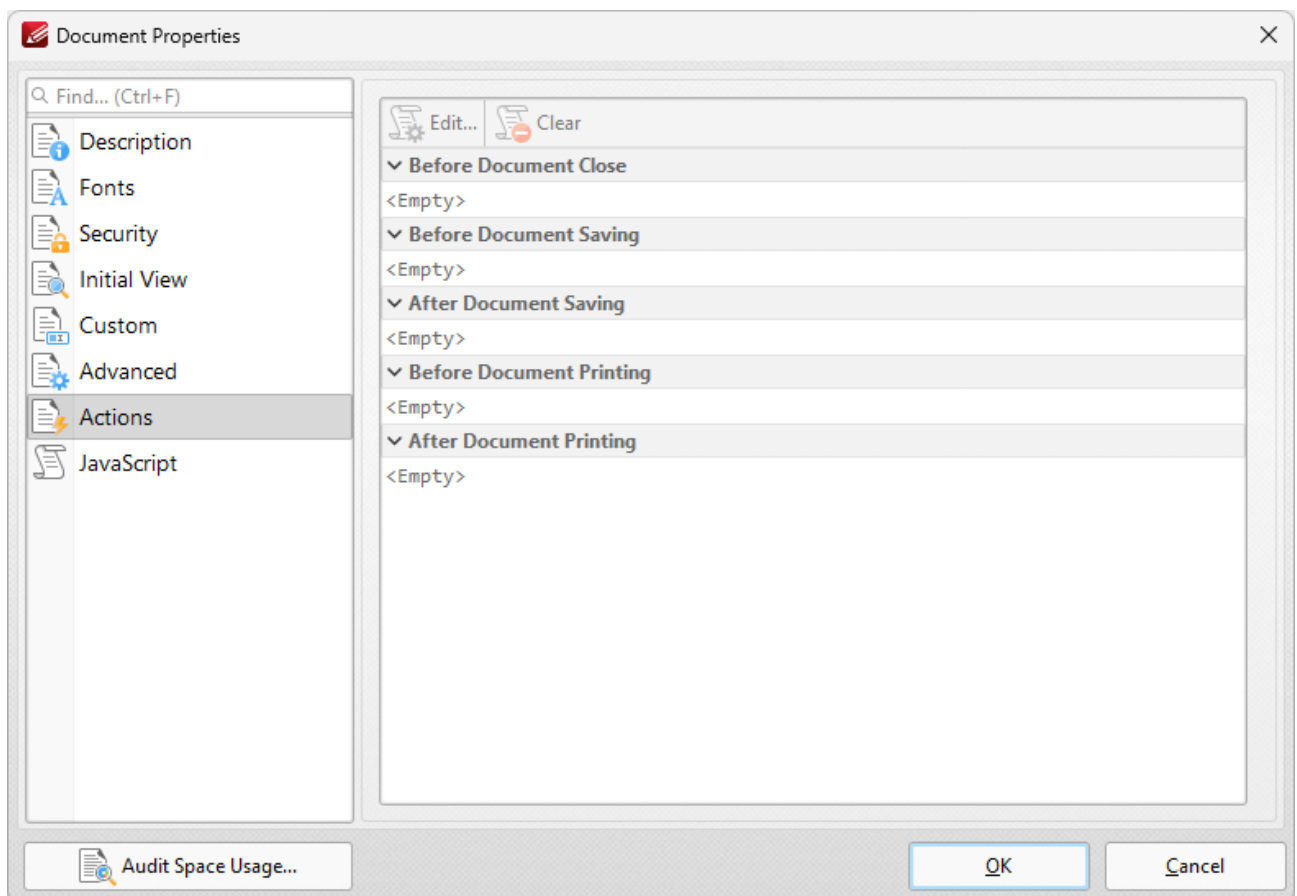 Document Properties
Find... (Ctrl+F)
Description
Fonts
Security
Initial View
Custom
Advanced
Actions
JavaScript
Edit... Clear
Before Document Close
<Empty>
Before Document Saving
<Empty>
After Document Saving
<Empty>
Before Document Printing
<Empty>
After Document Printing
<Empty>
Audit Space Usage...
OK
Cancel